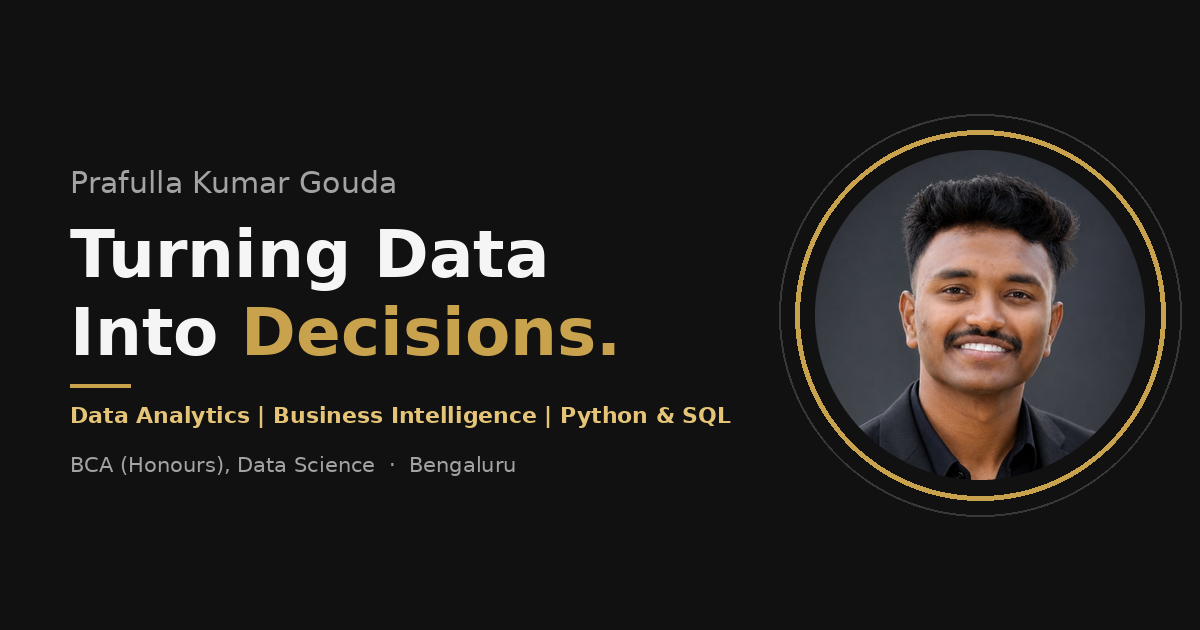 Prafulla Kumar Gouda
Turning Data
Into Decisions.
Data Analytics | Business Intelligence | Python & SQL
BCA (Honours), Data Science · Bengaluru